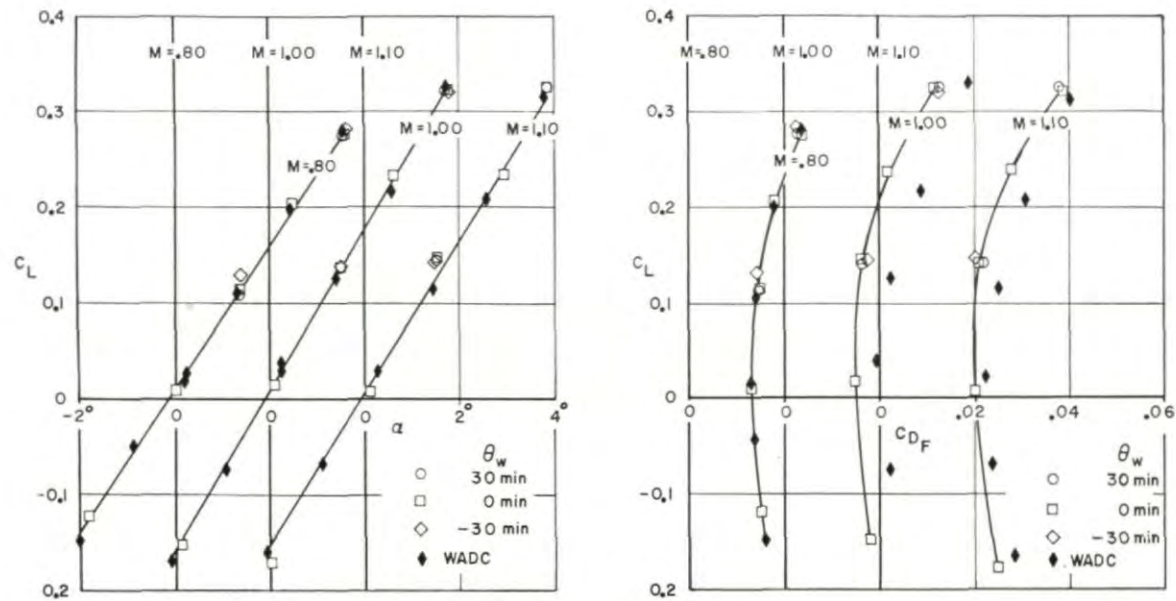 0.4
M=.80 M=1.00 M=1.10
0.3
M=1.00 M=1.10
M=.80
0.2
C_L
0.1
0
-2° 0 0 0 2° 4°
α
θ_w
○ 30 min
-0.1
□ 0 min
◇ -30 min
♦ WADC
0.2
0.4
M=.80 M=1.00 M=1.10
0.3
M=1.00 M=1.10
M=.80
0.2
C_L
0.1
0
0 0 0 .02 .04 .06
C_D_F
θ_w
○ 30 min
-0.1
□ 0 min
◇ -30 min
♦ WADC
0.2